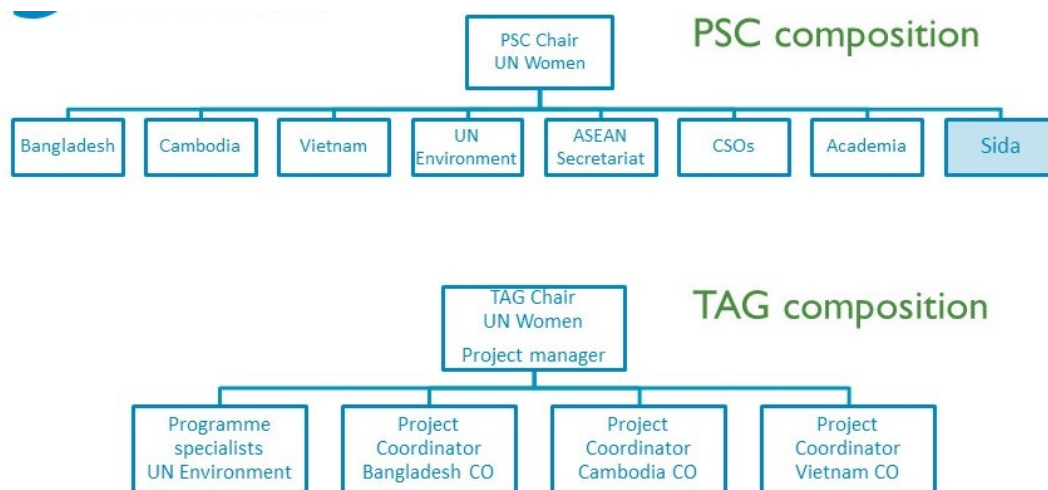 PSC composition
PSC Chair
UN Women
Bangladesh
Cambodia
Vietnam
UN
Environment
ASEAN
Secretariat
CSOs
Academia
Sida
TAG composition
TAG Chair
UN Women
Project manager
Programme
specialists
UN Environment
Project
Coordinator
Bangladesh CO
Project
Coordinator
Cambodia CO
Project
Coordinator
Vietnam CO